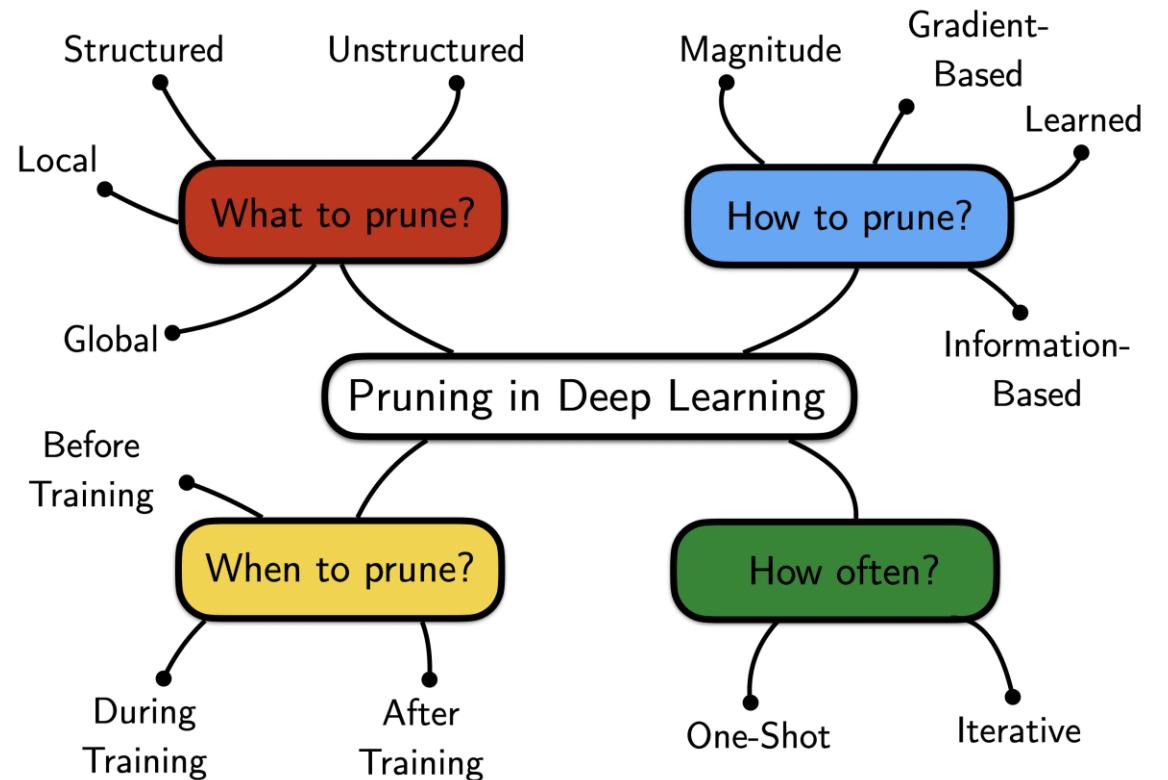 Structured
Unstructured
Local
What to prune?
Global
Magnitude
Gradient-
Based
Learned
How to prune?
Information-
Based
Pruning in Deep Learning
Before
Training
When to prune?
During
Training
After
Training
How often?
One-Shot
Iterative